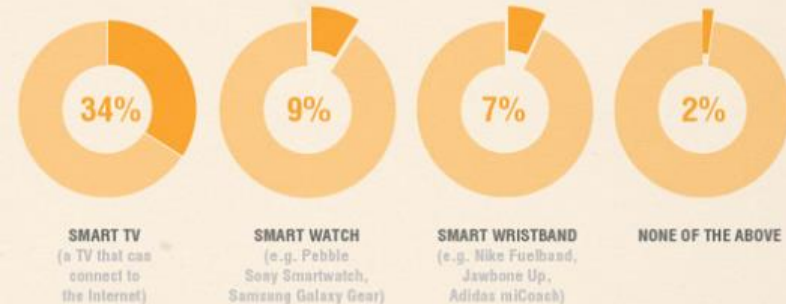 34%
9%
7%
2%
SMART TV
(a TV that can
connect to
the Internet)
SMART WATCH
(e.g. Pebble
Sony Smartwatch,
Samsung Galaxy Gear)
SMART WRISTBAND
(e.g. Nike Fuelband,
Jawbone Up,
Adidas miCoach)
NONE OF THE ABOVE